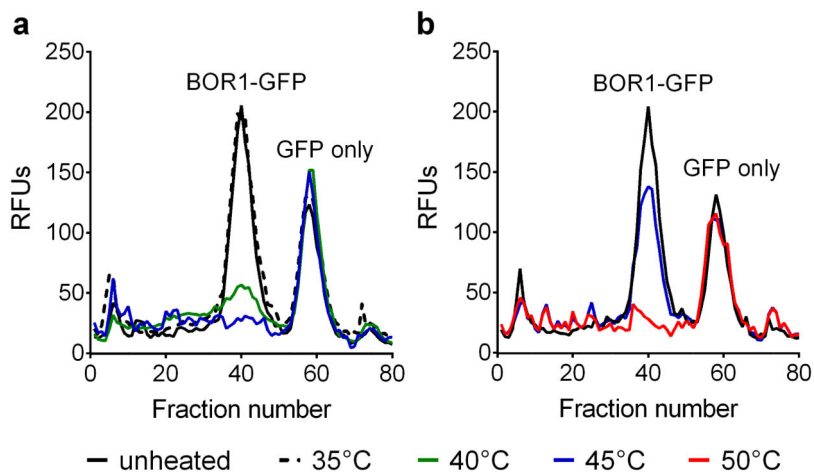 a
250
200
150
100
50
0
RFUs
BOR1-GFP
GFP only
0 20 40 60 80
Fraction number
b
250
200
150
100
50
0
RFUs
BOR1-GFP
GFP only
0 20 40 60 80
Fraction number
unheated 35°C 40°C 45°C 50°C